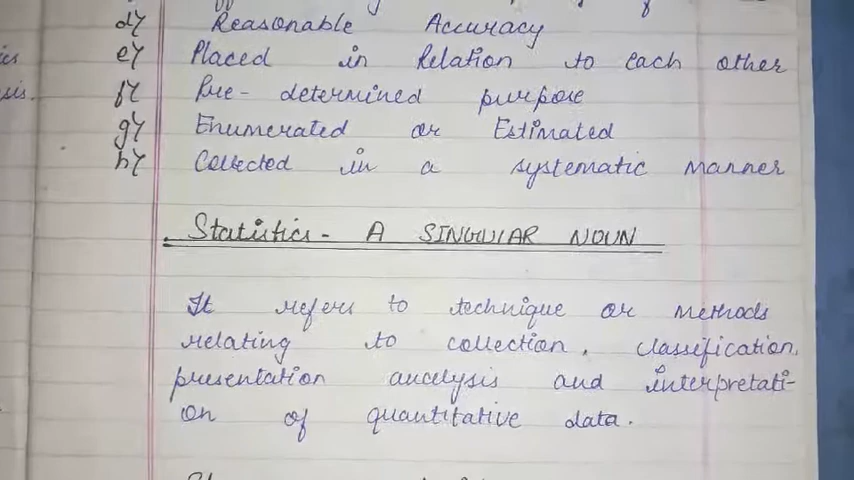 d) Reasonable Accuracy
e) Placed in Relation to each other
f) Pre-determined purpose
g) Enumerated or Estimated
h) Collected in a systematic manner
Statistics - A SINGULAR NOUN
It refers to technique or methods
relating to collection, classification,
presentation analysis and interpretati-
on of quantitative data.